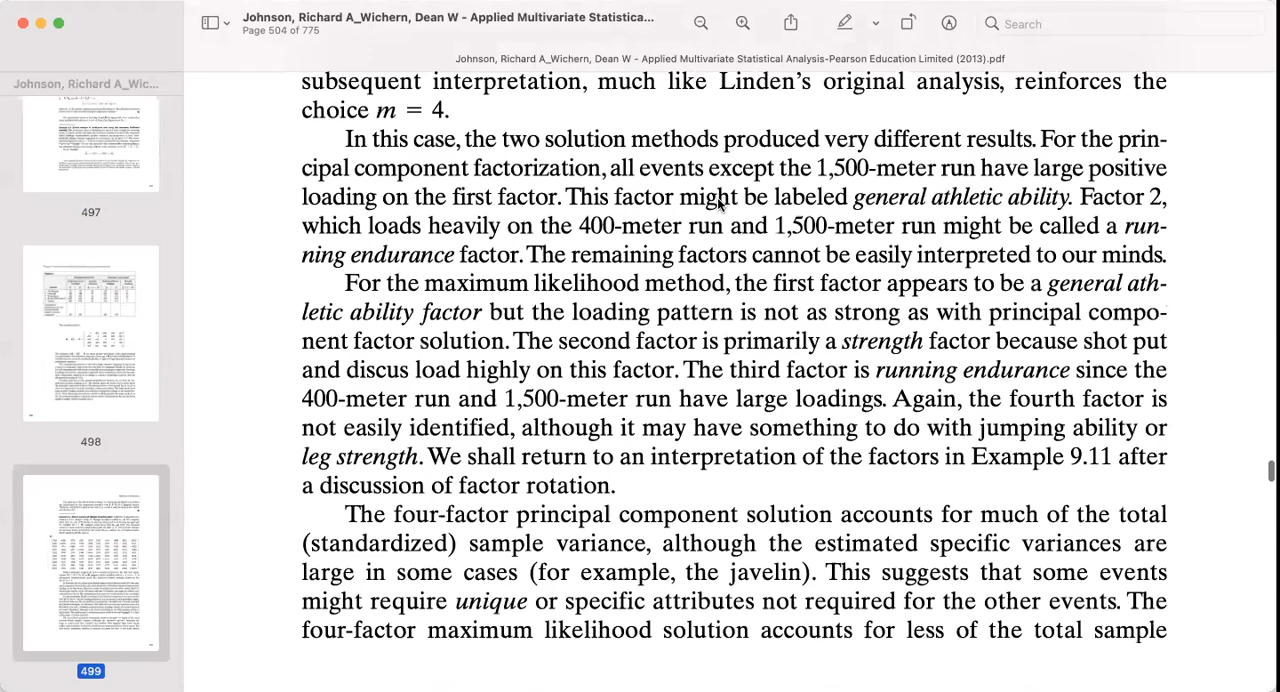 Johnson, Richard A_Wichern, Dean W - Applied Multivariate Statistica...
Page 504 of 775
Search
Johnson, Richard A_Wichern, Dean W - Applied Multivariate Statistical Analysis-Pearson Education Limited (2013).pdf
Johnson, Richard A_Wic...
497
498
499
subsequent interpretation, much like Linden's original analysis, reinforces the
choice m = 4.
In this case, the two solution methods produced very different results. For the prin-
cipal component factorization, all events except the 1,500-meter run have large positive
loading on the first factor. This factor might be labeled general athletic ability. Factor 2,
which loads heavily on the 400-meter run and 1,500-meter run might be called a run-
ning endurance factor. The remaining factors cannot be easily interpreted to our minds.
For the maximum likelihood method, the first factor appears to be a general ath-
letic ability factor but the loading pattern is not as strong as with principal compo-
nent factor solution. The second factor is primarily a strength factor because shot put
and discus load highly on this factor. The third factor is running endurance since the
400-meter run and 1,500-meter run have large loadings. Again, the fourth factor is
not easily identified, although it may have something to do with jumping ability or
leg strength. We shall return to an interpretation of the factors in Example 9.11 after
a discussion of factor rotation.
The four-factor principal component solution accounts for much of the total
(standardized) sample variance, although the estimated specific variances are
large in some cases (for example, the javelin). This suggests that some events
might require unique or specific attributes not required for the other events. The
four-factor maximum likelihood solution accounts for less of the total sample